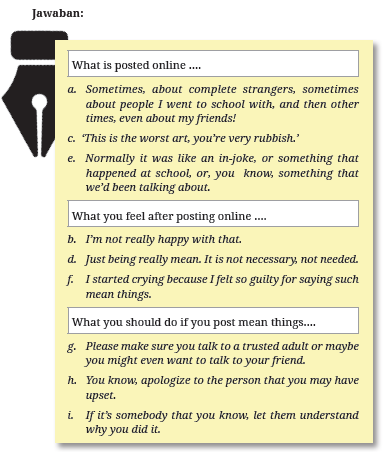 Jawaban:
What is posted online ....
a. Sometimes, about complete strangers, sometimes
about people I went to school with, and then other
times, even about my friends!
c. ‘This is the worst art, you’re very rubbish.’
e. Normally it was like an in-joke, or something that
happened at school, or, you know, something that
we’d been talking about.
What you feel after posting online ....
b. I’m not really happy with that.
d. Just being really mean. It is not necessary, not needed.
f. I started crying because I felt so guilty for saying such
mean things.
What you should do if you post mean things....
g. Please make sure you talk to a trusted adult or maybe
you might even want to talk to your friend.
h. You know, apologize to the person that you may have
upset.
i. If it’s somebody that you know, let them understand
why you did it.